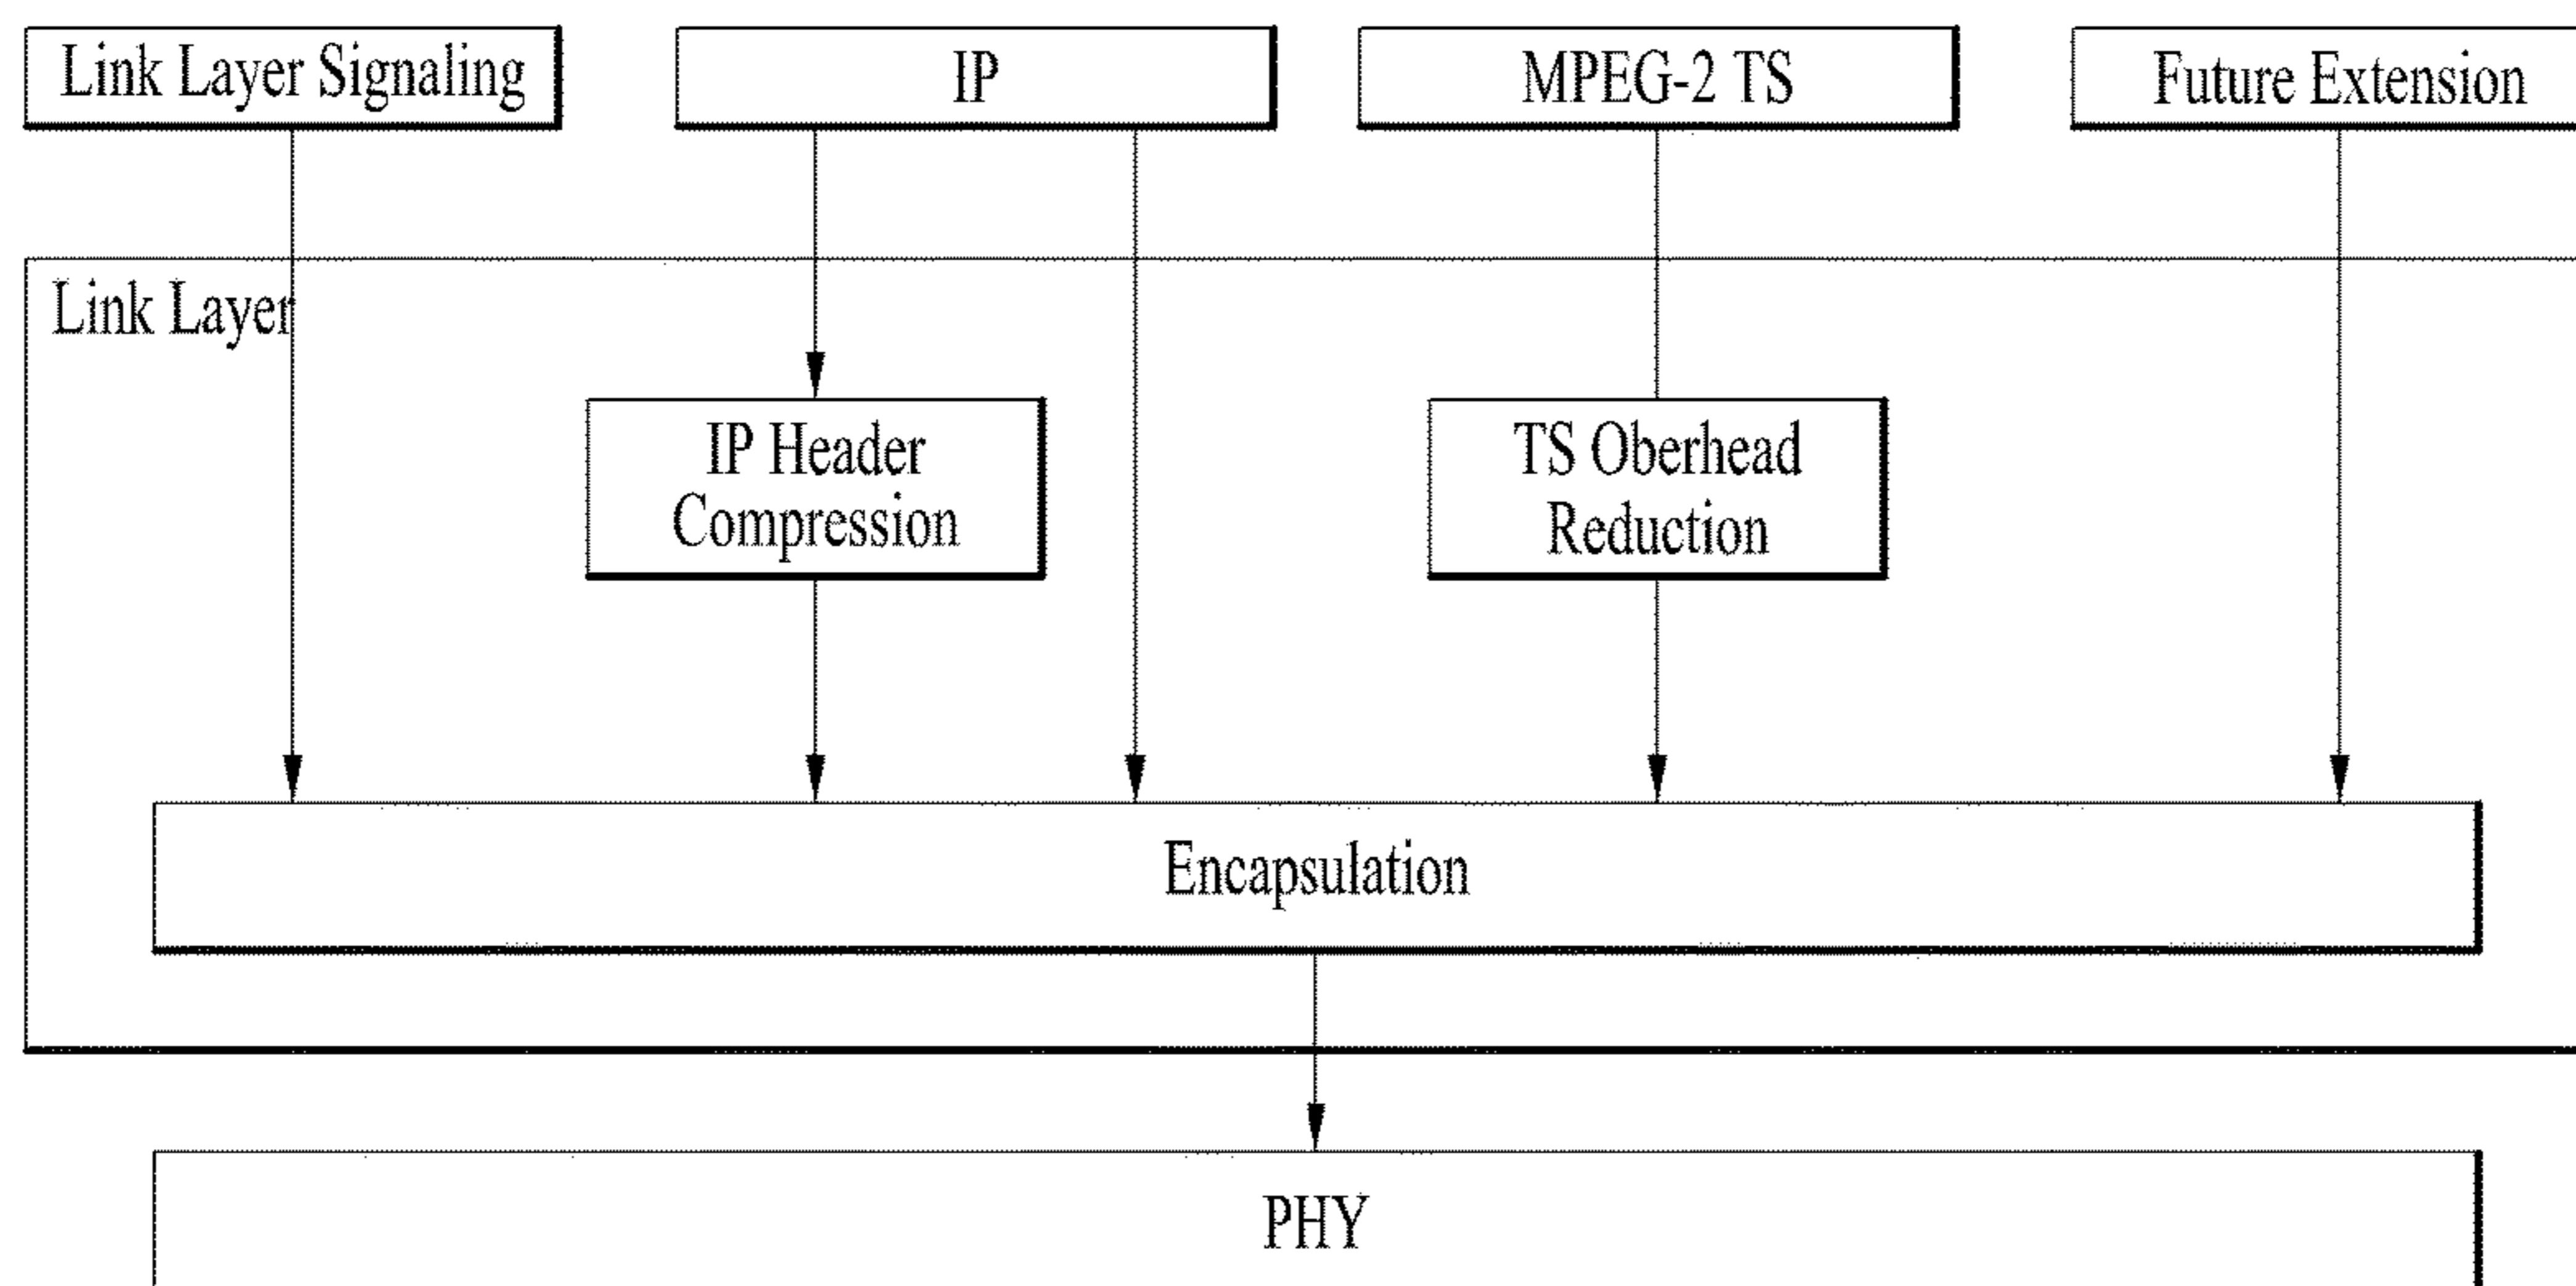 Link Layer Signaling
IP
MPEG-2 TS
Future Extension
Link Layer
IP Header
Compression
TS Oberhead
Reduction
Encapsulation
PHY